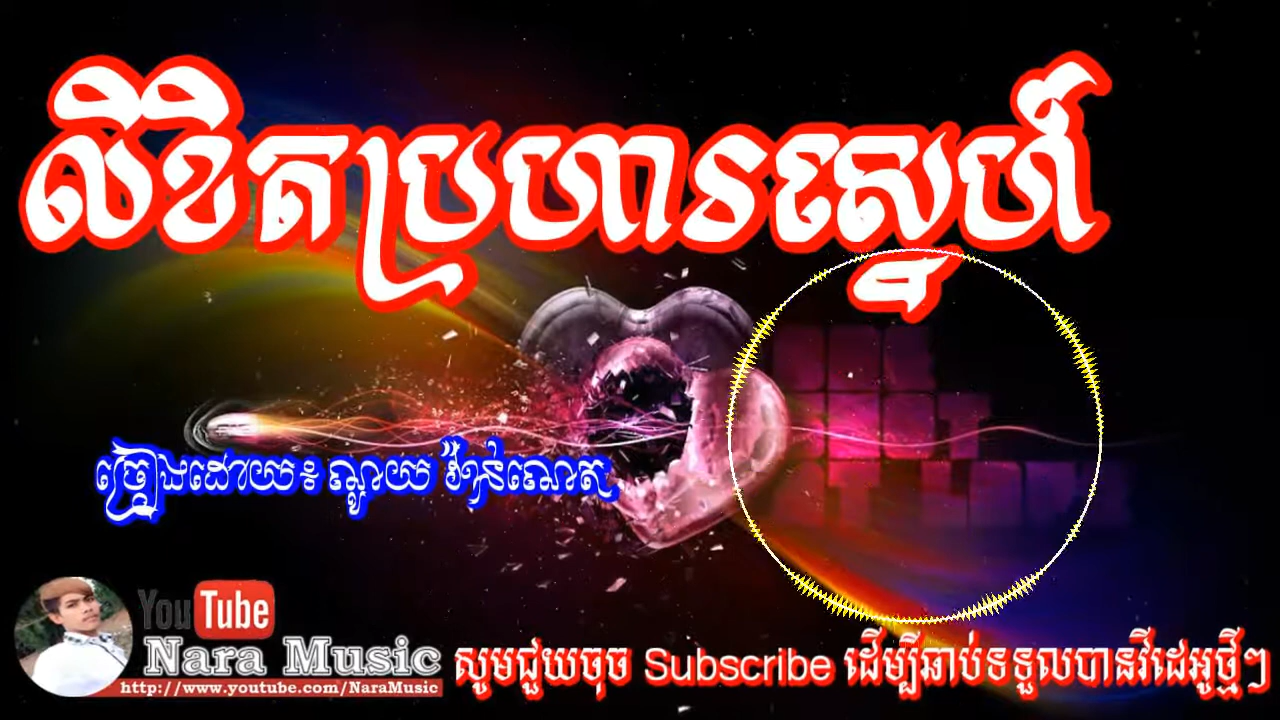 លិខិតប្រហារស្នេហ៍
ច្រៀងដោយ៖ ឆាយ វ៉ាន់ណេត
YouTube
Nara Music
http://www.youtube.com/NaraMusic
សូមជួយចុច Subscribe ដើម្បីឆាប់ទទួលបានវីដេអូថ្មីៗ